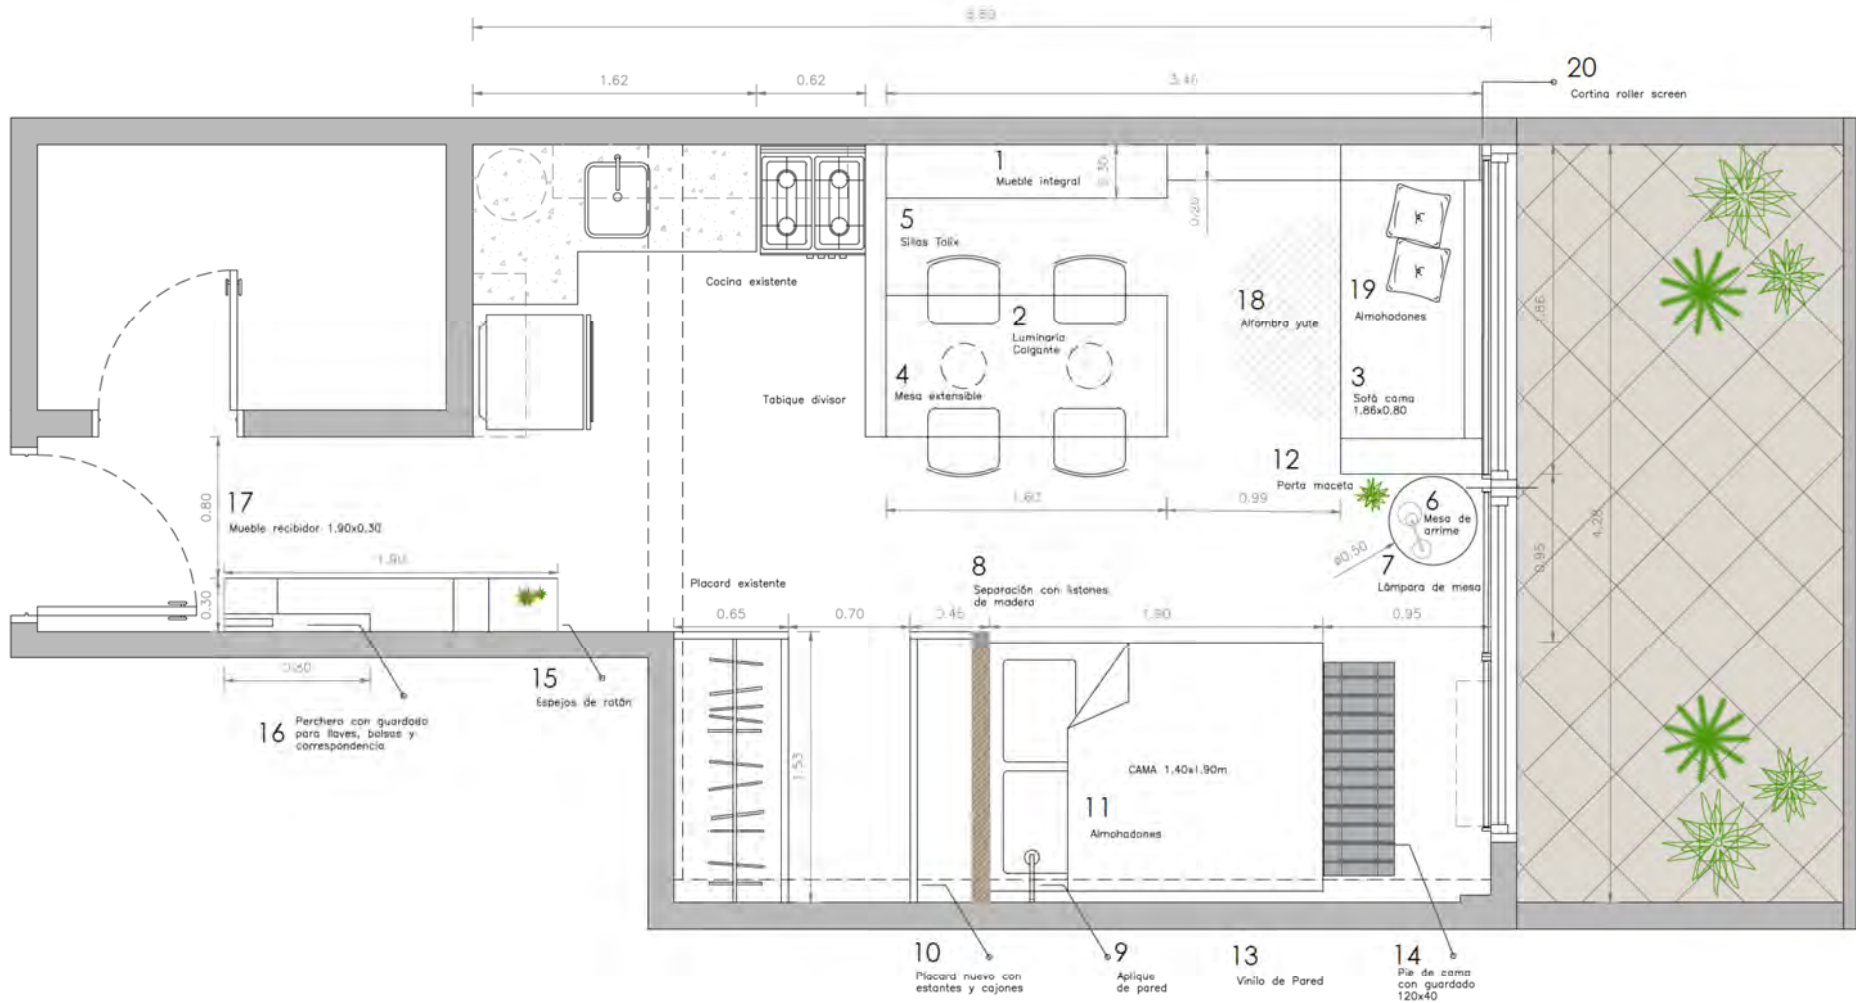 1.62
0.62
3.46
20
Cortina roller screen
1
Mueble integral
0.30
5
Sillas Tolix
Cocina existente
2
Luminaria
Colgante
18
Alfombra yute
19
Almohadones
1.86
4
Mesa extensible
Tabique divisor
3
Sofá cama
1.86x0.80
12
Porta maceta
6
Mesa de
arrime
17
Mueble recibidor 1.90x0.30
0.80
1.60
0.99
4.28
ø0.50
0.95
7
Lámpara de mesa
0.30
Placard existente
8
Separación con listones
de madera
0.65
0.70
1.90
0.95
15
Espejos de ratán
16
Perchero con guardado
para llaves, bolsas y
correspondencia
1.53
CAMA 1.40x1.90m
11
Almohadones
10
Placard nuevo con
estantes y cajones
9
Aplique
de pared
13
Vinilo de Pared
14
Pie de cama
con guardado
120x40